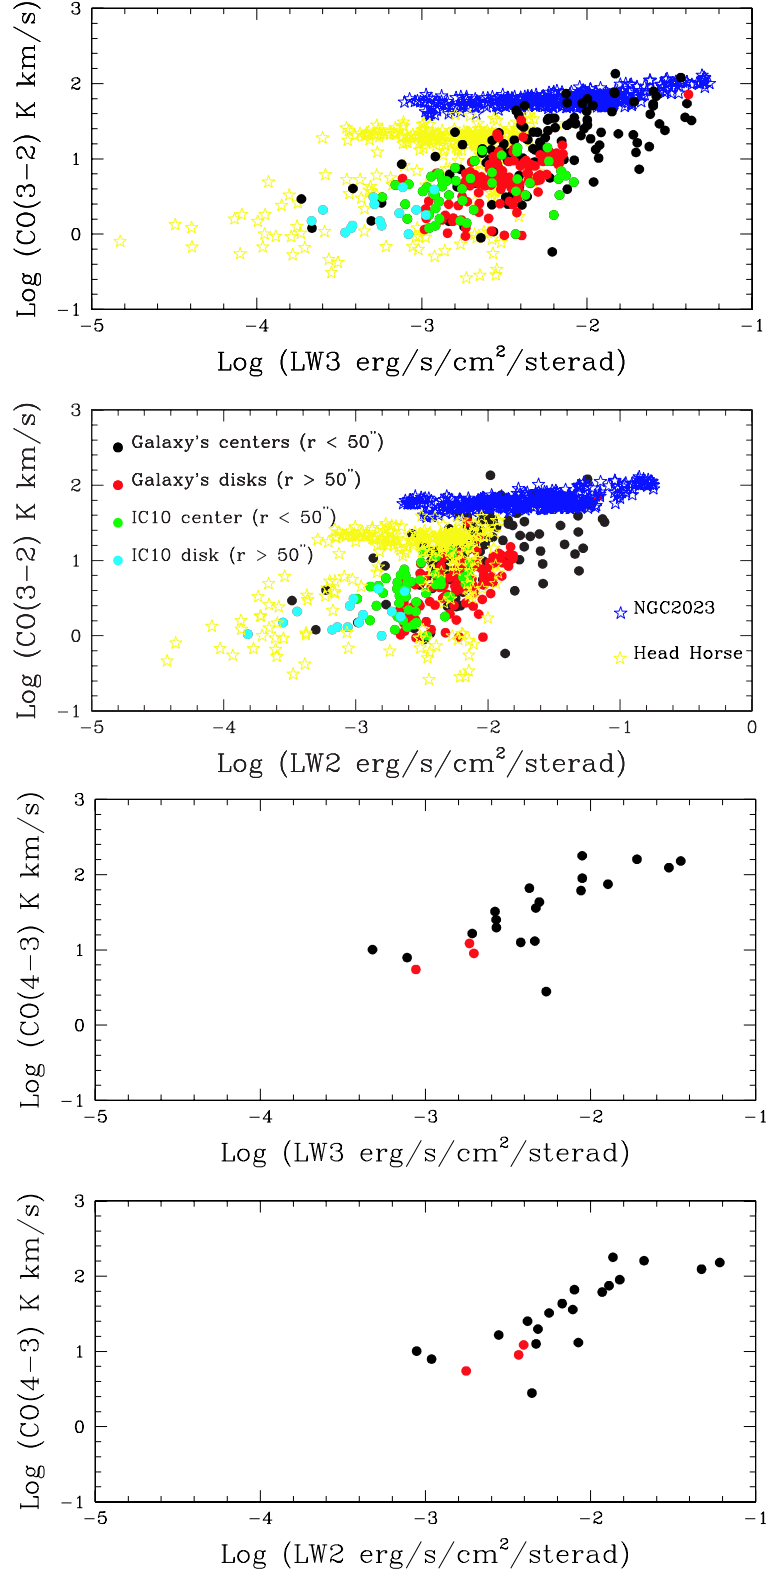 3
2
1
0
−1
Log (CO(3−2) K km/s)
−5 −4 −3 −2 −1
Log (LW3 erg/s/cm²/sterad)
3
2
1
0
−1
Log (CO(3−2) K km/s)
Galaxy's centers (r < 50")
Galaxy's disks (r > 50")
IC10 center (r < 50")
IC10 disk (r > 50")
NGC2023
Head Horse
−5 −4 −3 −2 −1 0
Log (LW2 erg/s/cm²/sterad)
3
2
1
0
−1
Log (CO(4−3) K km/s)
−5 −4 −3 −2 −1
Log (LW3 erg/s/cm²/sterad)
3
2
1
0
−1
Log (CO(4−3) K km/s)
−5 −4 −3 −2 −1
Log (LW2 erg/s/cm²/sterad)